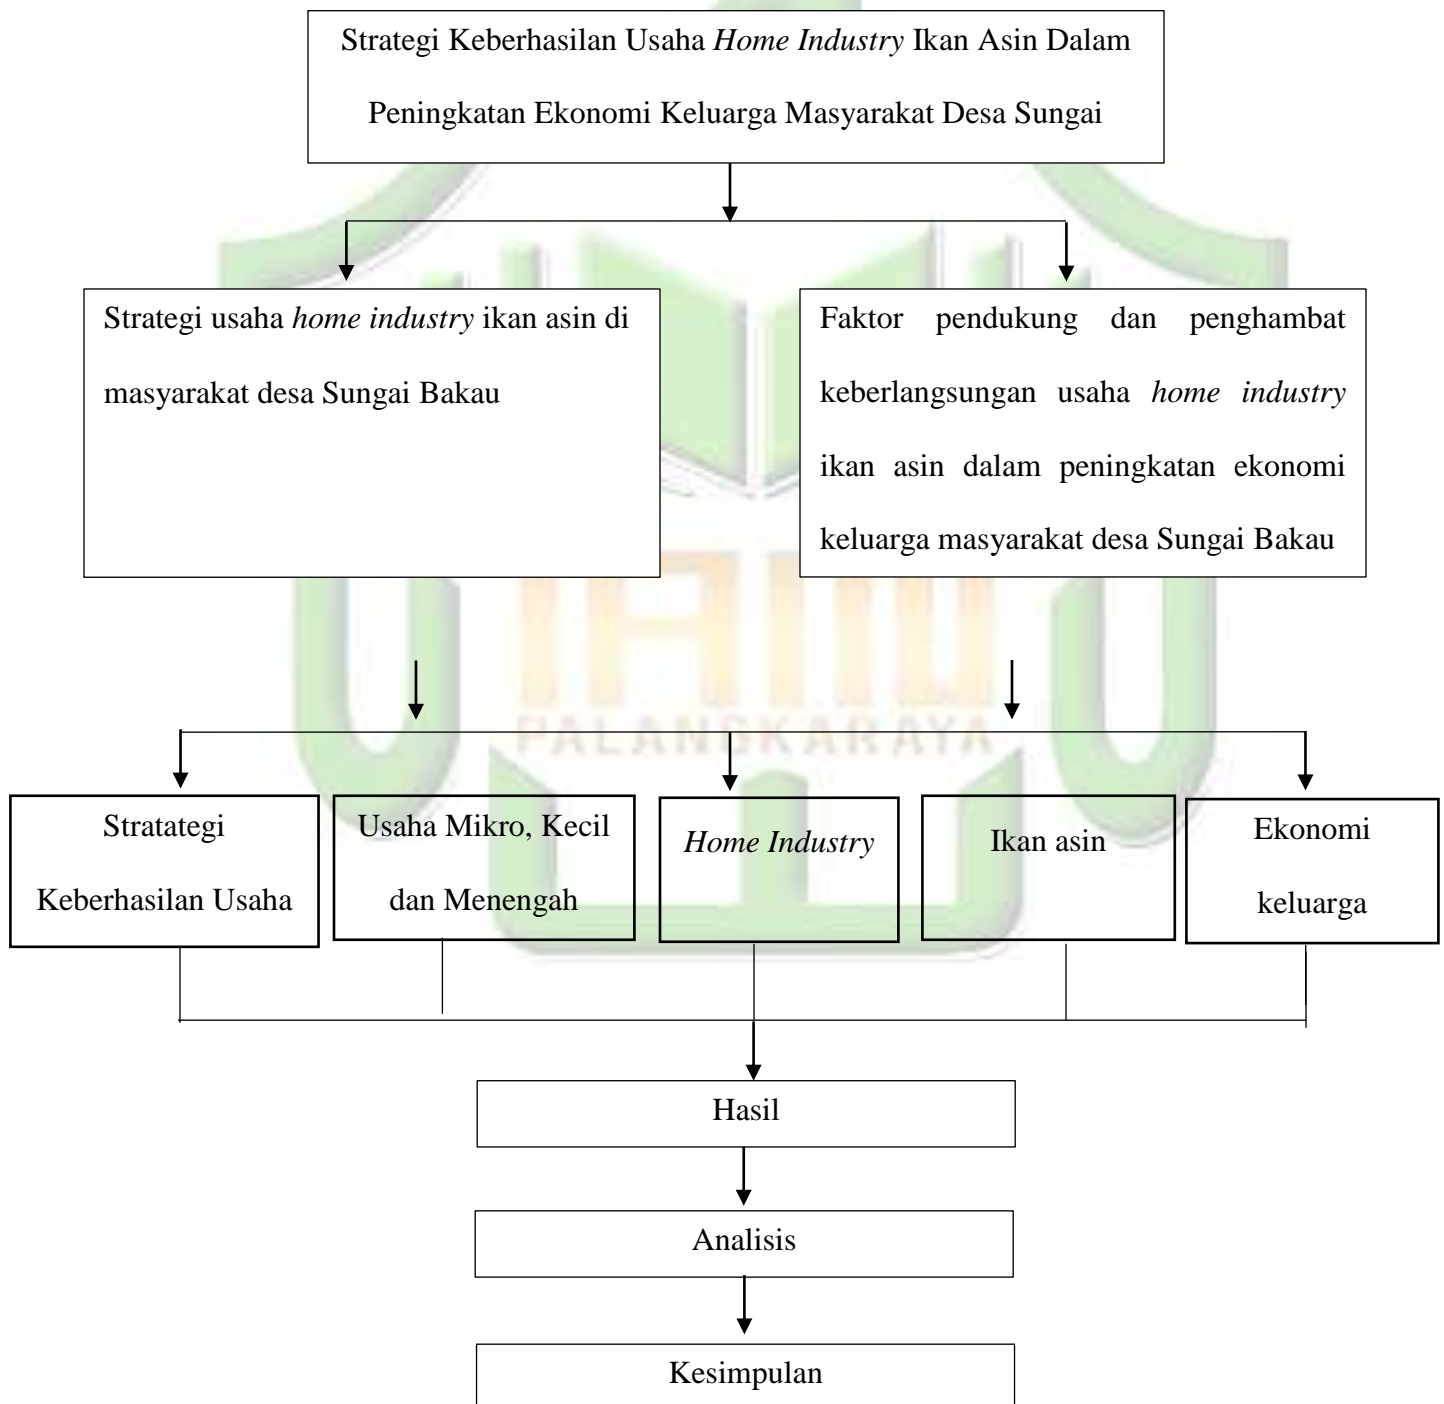 Strategi Keberhasilan Usaha Home Industry Ikan Asin Dalam
Peningkatan Ekonomi Keluarga Masyarakat Desa Sungai
Strategi usaha home industry ikan asin di
masyarakat desa Sungai Bakau
Faktor pendukung dan penghambat
keberlangsungan usaha home industry
ikan asin dalam peningkatan ekonomi
keluarga masyarakat desa Sungai Bakau
IAIN
PALANGKARAYA
Stratategi
Keberhasilan Usaha
Usaha Mikro, Kecil
dan Menengah
Home Industry
Ikan asin
Ekonomi
keluarga
Hasil
Analisis
Kesimpulan